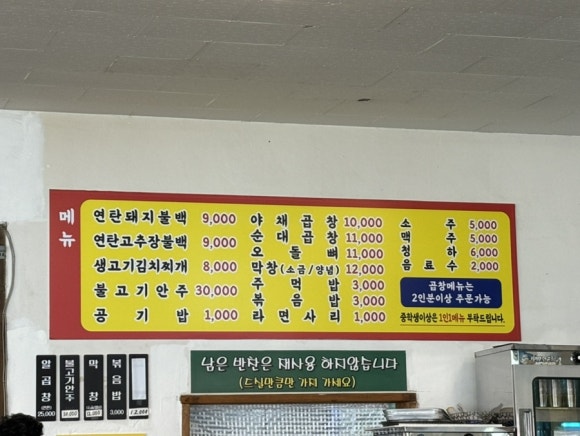 메뉴
연탄돼지불백 9,000
연탄고추장불백 9,000
생고기김치찌개 8,000
불고기안주 30,000
공기밥 1,000
야채곱창 10,000
순대곱창 11,000
오돌뼈 11,000
막창(소금/양념) 12,000
주먹밥 3,000
볶음밥 3,000
라면사리 1,000
소주 5,000
맥주 5,000
청하 6,000
음료수 2,000
곱창메뉴는
2인분이상 주문가능
중학생이상은 1인1메뉴 부탁드립니다.
알곱창 25,000
불고기안주
막창
볶음밥 3,000
남은 반찬은 재사용 하지않습니다
(드실만큼만 가져 가세요)